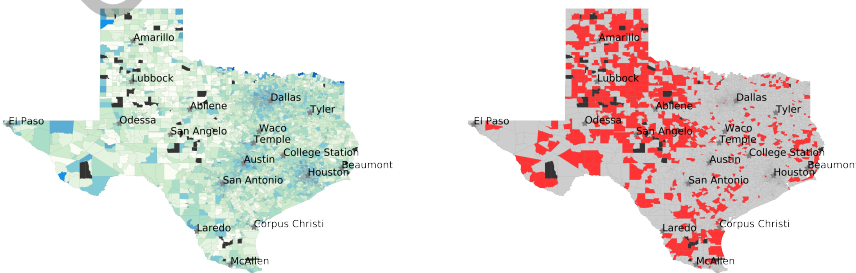 Amarillo
Lubbock
Abilene
Dallas
Tyler
El Paso
Odessa
San Angelo
Waco
Temple
College Station
Austin
Beaumont
Houston
San Antonio
Laredo
Corpus Christi
McAllen
Amarillo
Lubbock
Abilene
Dallas
Tyler
El Paso
Odessa
San Angelo
Waco
Temple
College Station
Austin
Beaumont
Houston
San Antonio
Laredo
Corpus Christi
McAllen